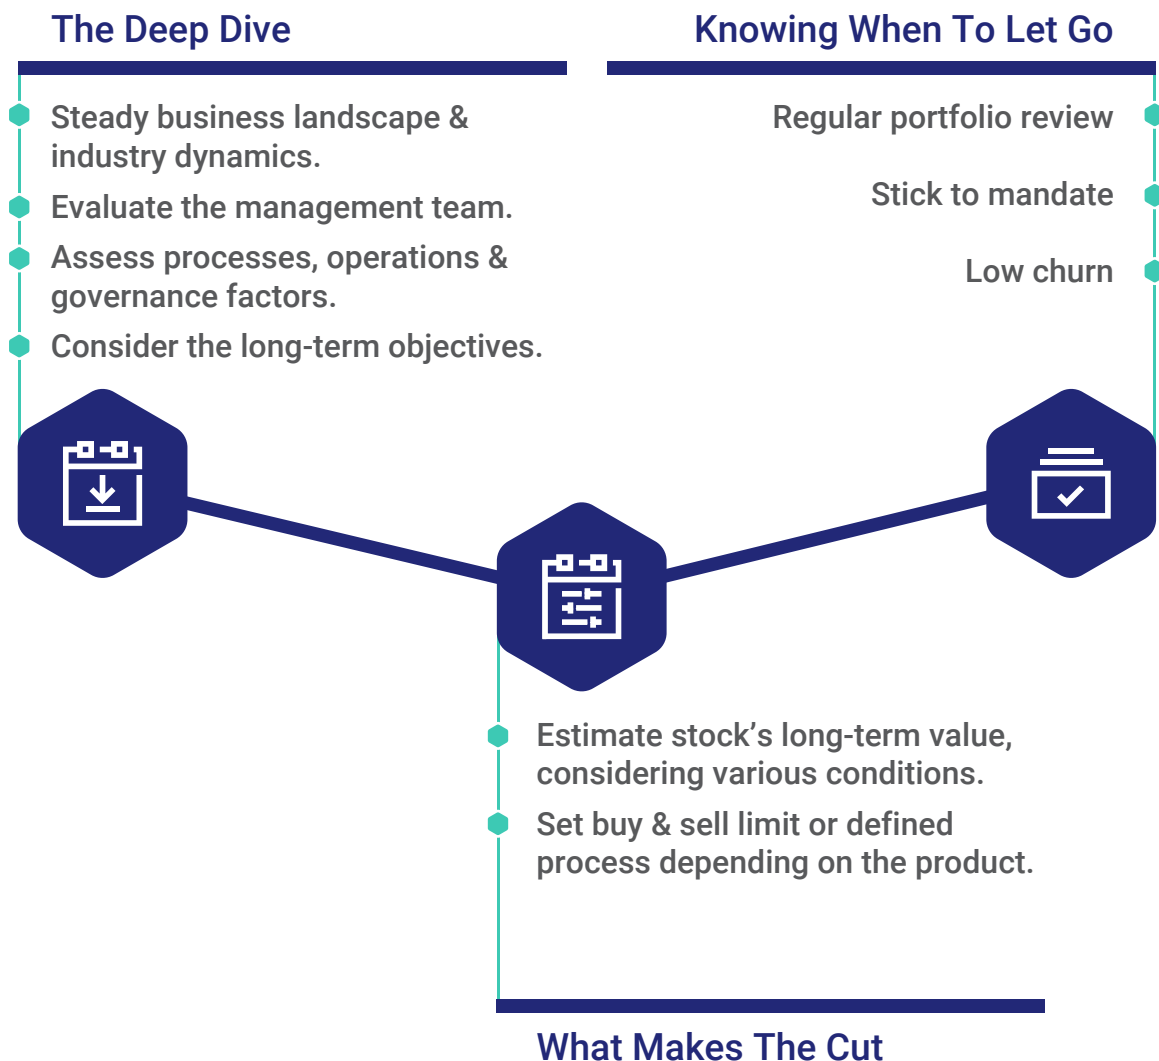 The Deep Dive
Steady business landscape &
industry dynamics.
Evaluate the management team.
Assess processes, operations &
governance factors.
Consider the long-term objectives.
Knowing When To Let Go
Regular portfolio review
Stick to mandate
Low churn
Estimate stock’s long-term value,
considering various conditions.
Set buy & sell limit or defined
process depending on the product.
What Makes The Cut